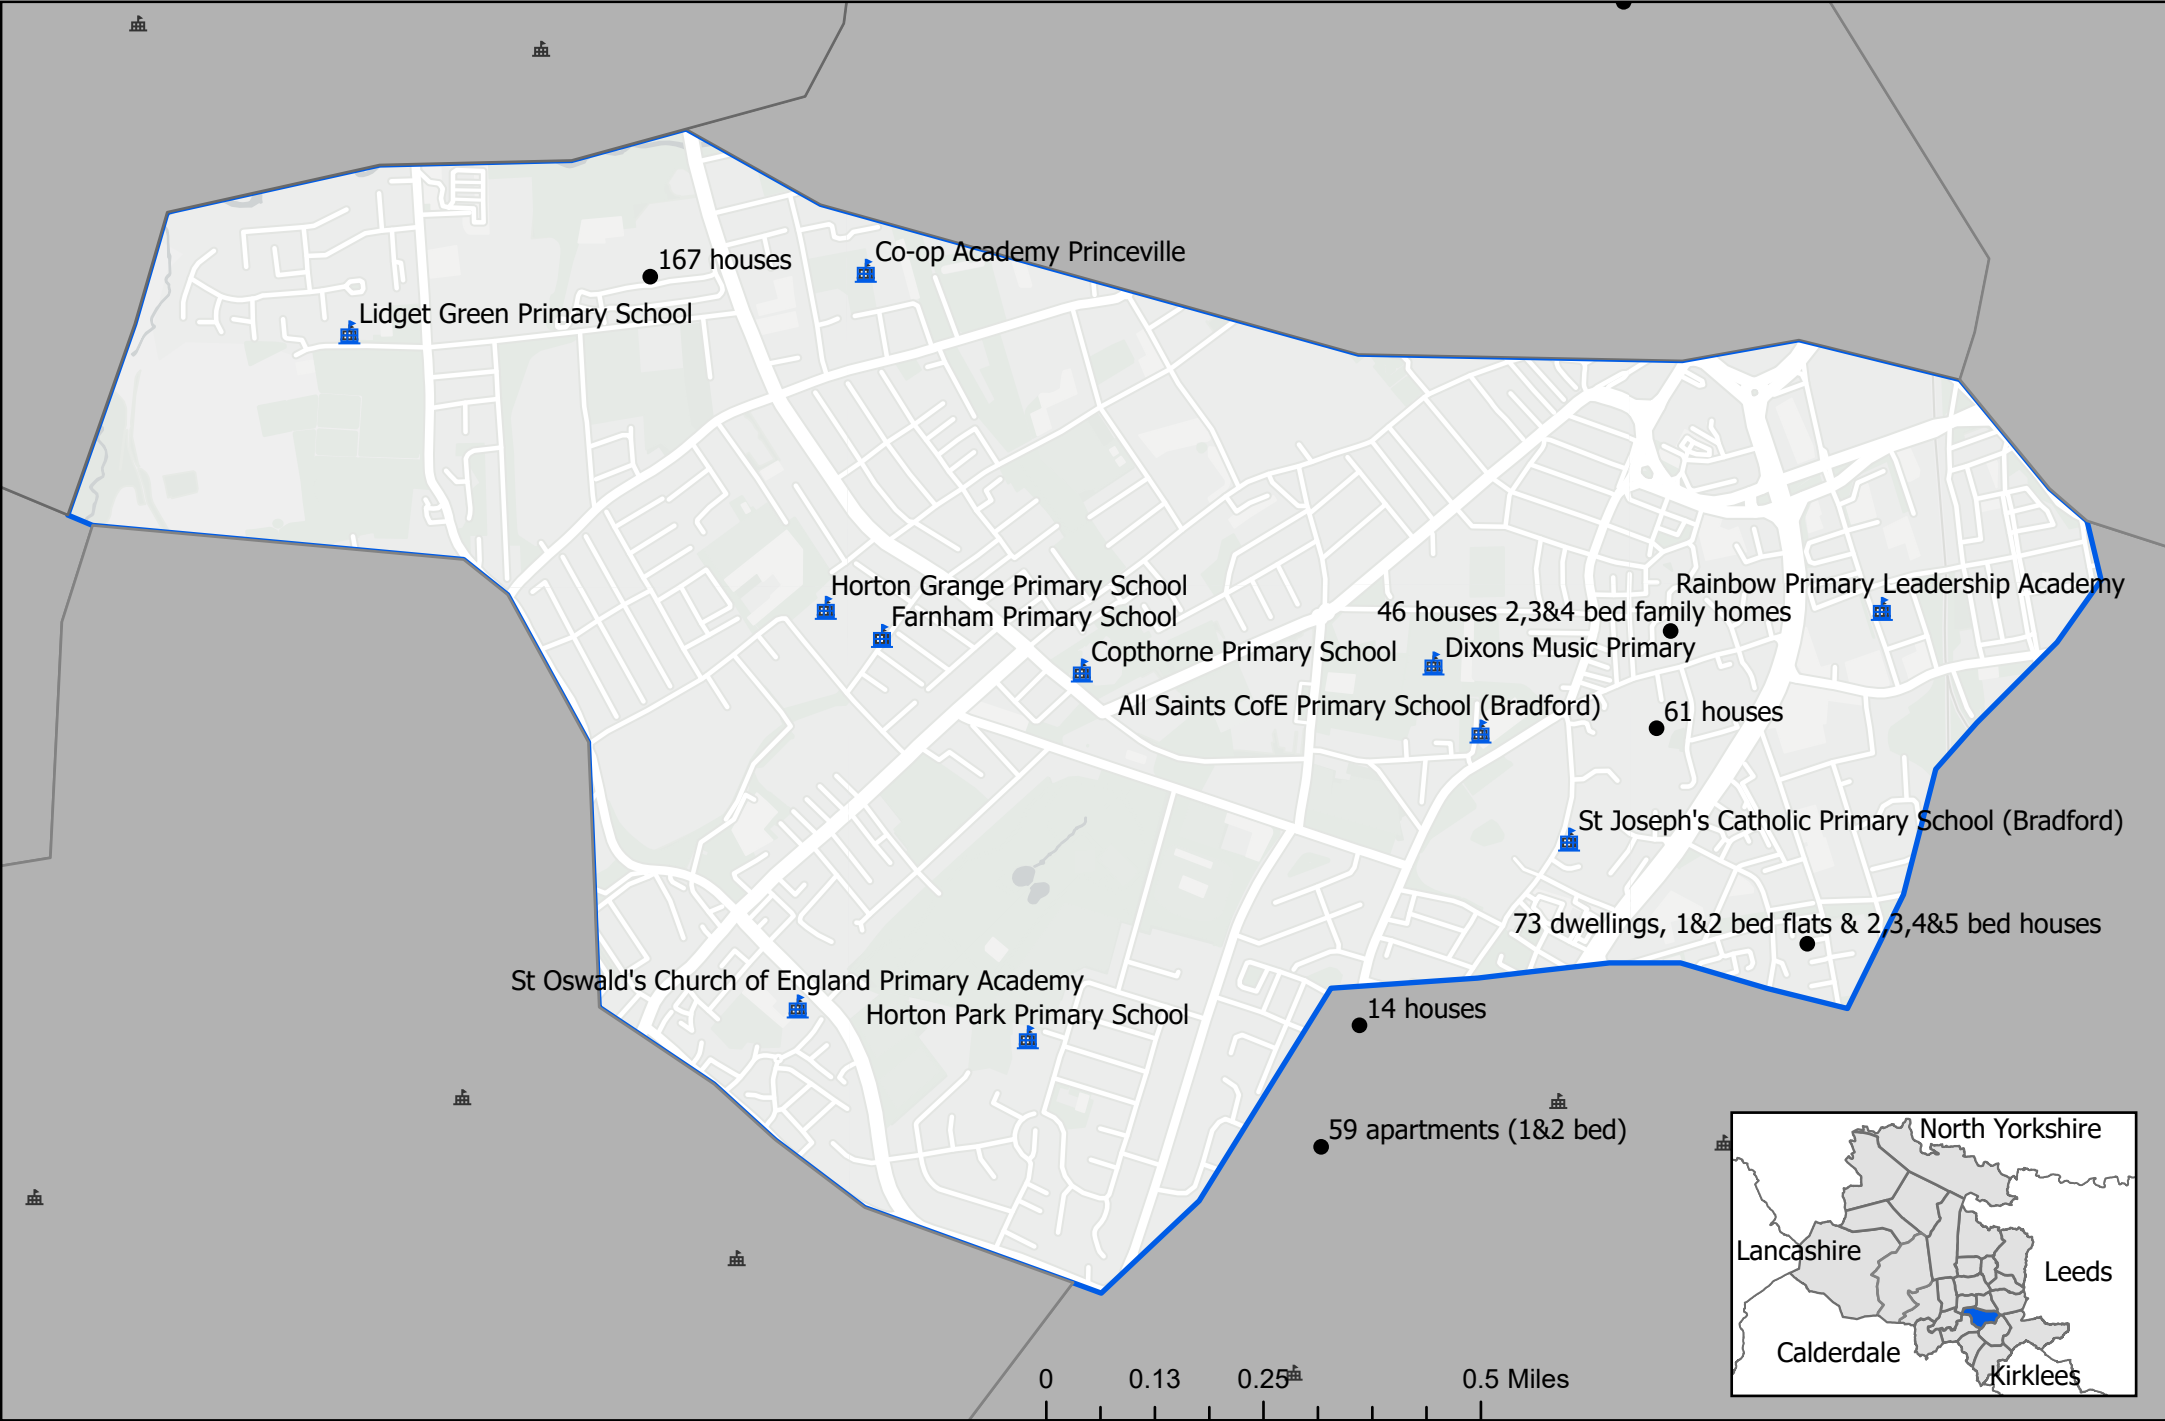 Co-op Academy Princeville
167 houses
Lidget Green Primary School
Horton Grange Primary School
Rainbow Primary Leadership Academy
46 houses 2,3&4 bed family homes
Farnham Primary School
Dixons Music Primary
Copthorne Primary School
All Saints CofE Primary School (Bradford)
61 houses
St Joseph's Catholic Primary School (Bradford)
73 dwellings, 1&2 bed flats & 2,3,4&5 bed houses
St Oswald's Church of England Primary Academy
14 houses
Horton Park Primary School
59 apartments (1&2 bed)
North Yorkshire
Lancashire
Leeds
Calderdale
Kirklees
0 0.13 0.25 0.5 Miles